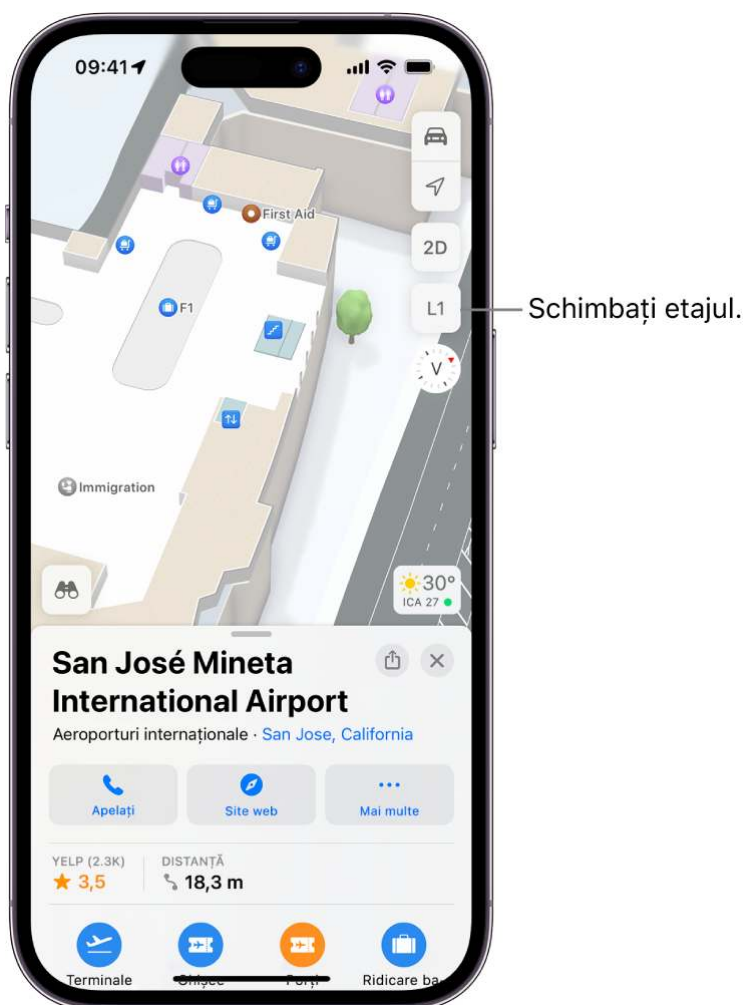 09:41
First Aid
2D
F1
L1
Schimbați etajul.
V
Immigration
30°
ICA 27
San José Mineta
International Airport
Aeroporturi internaționale · San Jose, California
Apelați
Site web
Mai multe
YELP (2.3K)
DISTANȚĂ
3,5
18,3 m
Terminale
Ghișee
Porți
Ridicare ba…